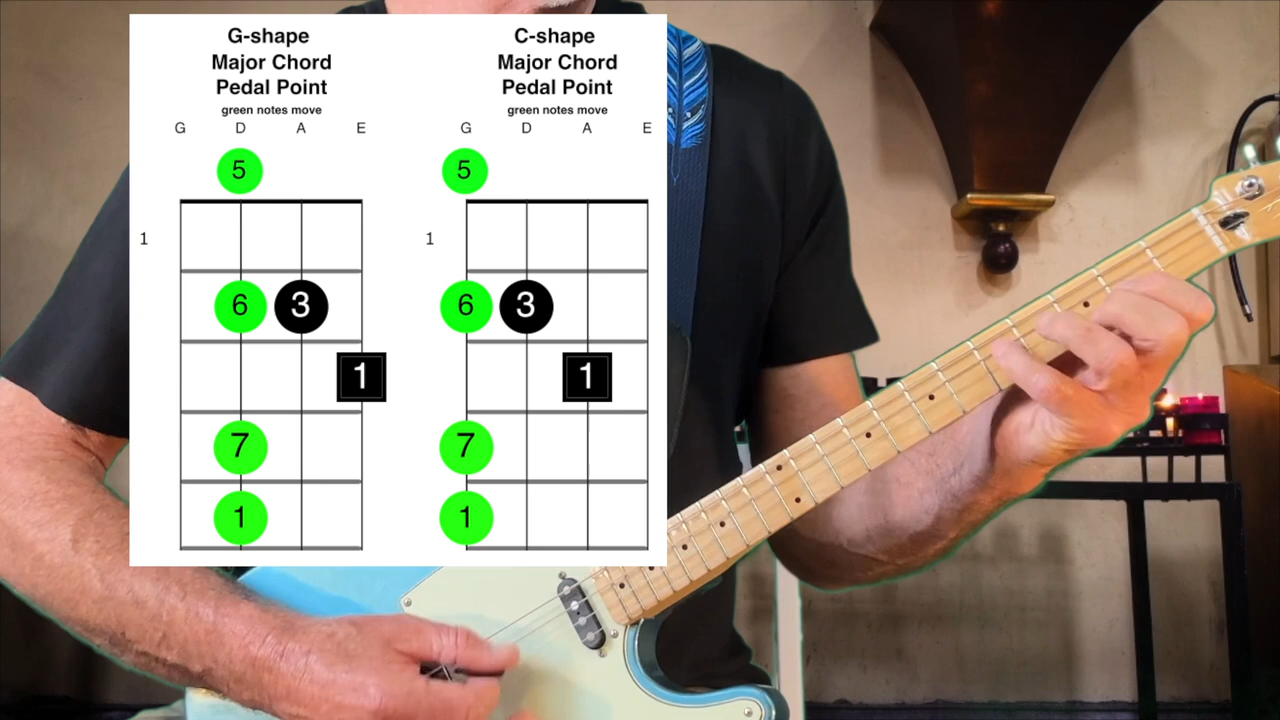 G-shape
Major Chord
Pedal Point
green notes move
G D A E
5
1
6 3
1
7
1
C-shape
Major Chord
Pedal Point
green notes move
G D A E
5
1
6 3
1
7
1